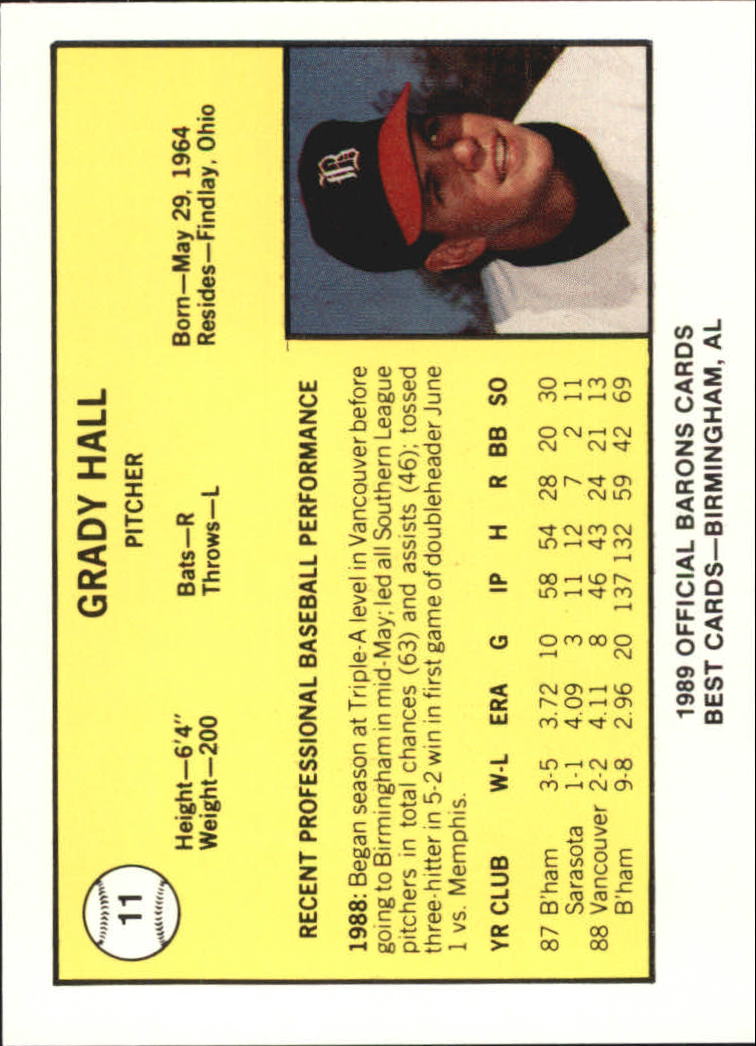 11
GRADY HALL
PITCHER
Height—6'4" Bats—R Born—May 29, 1964
Weight—200 Throws—L Resides—Findlay, Ohio
RECENT PROFESSIONAL BASEBALL PERFORMANCE
1988: Began season at Triple-A level in Vancouver before
going to Birmingham in mid-May; led all Southern League
pitchers in total chances (63) and assists (46); tossed
three-hitter in 5-2 win in first game of doubleheader June
1 vs. Memphis.
YR CLUB W-L ERA G IP H R BB SO
87 B'ham 3-5 3.72 10 58 54 28 20 30
Sarasota 1-1 4.09 3 11 12 7 2 11
88 Vancouver 2-2 4.11 8 46 43 24 21 13
B'ham 9-8 2.96 20 137 132 59 42 69
B
1989 OFFICIAL BARONS CARDS
BEST CARDS—BIRMINGHAM, AL